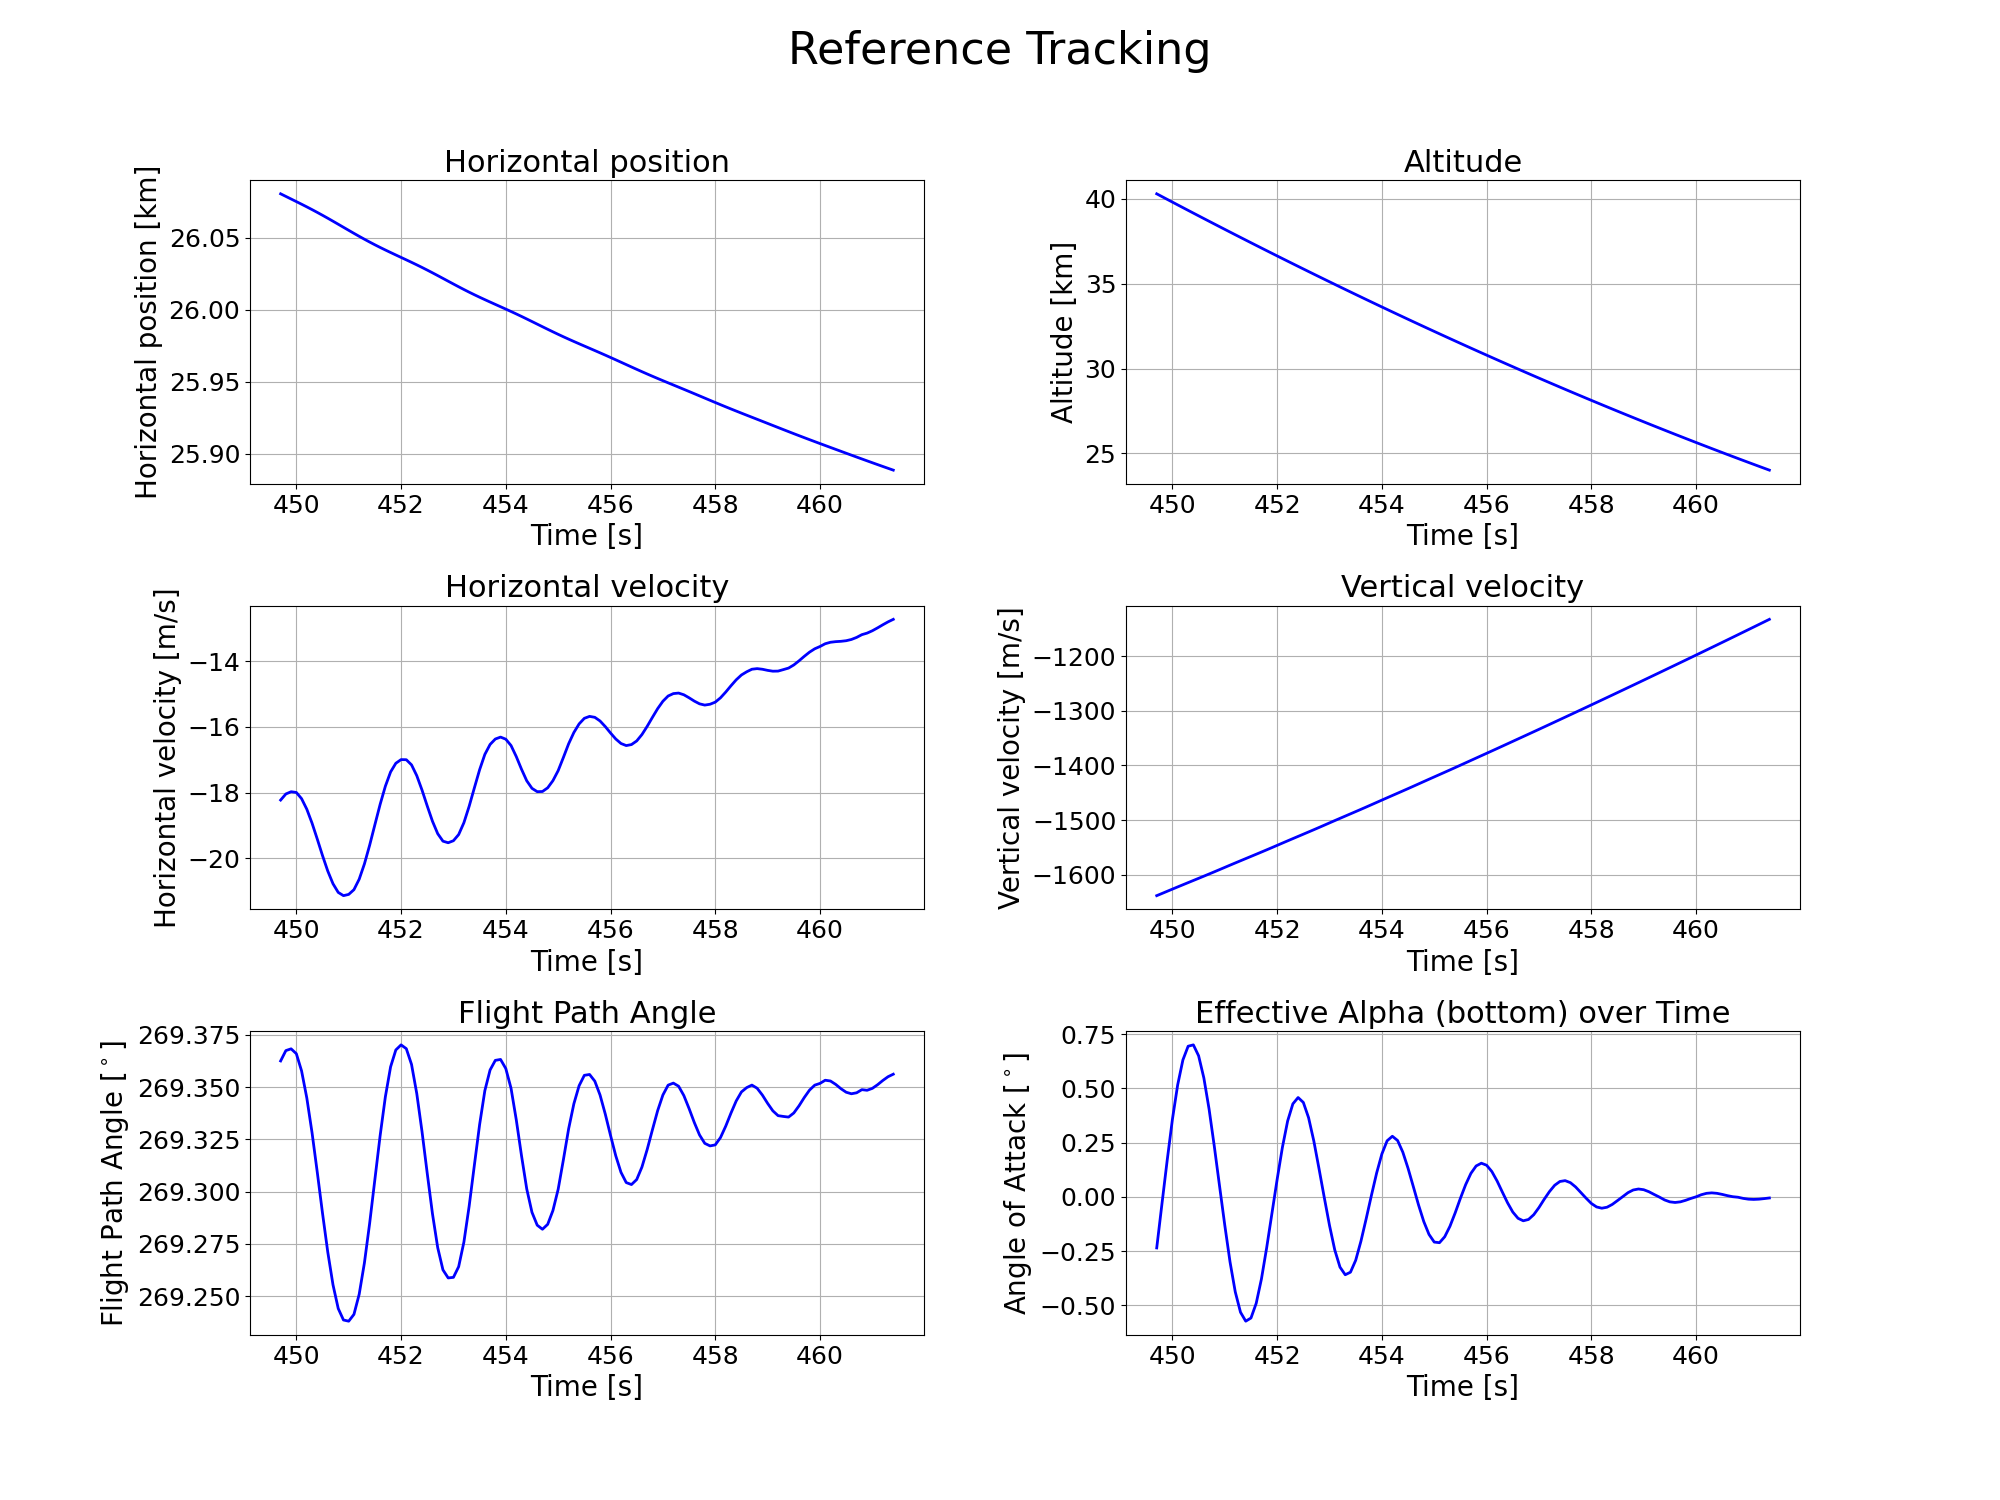 Reference Tracking
Horizontal position
Horizontal position [km]
26.05
26.00
25.95
25.90
450 452 454 456 458 460
Time [s]
Altitude
Altitude [km]
40
35
30
25
450 452 454 456 458 460
Time [s]
Horizontal velocity
Horizontal velocity [m/s]
−14
−16
−18
−20
450 452 454 456 458 460
Time [s]
Vertical velocity
Vertical velocity [m/s]
−1200
−1300
−1400
−1500
−1600
450 452 454 456 458 460
Time [s]
Flight Path Angle
Flight Path Angle [°]
269.375
269.350
269.325
269.300
269.275
269.250
450 452 454 456 458 460
Time [s]
Effective Alpha (bottom) over Time
Angle of Attack [°]
0.75
0.50
0.25
0.00
−0.25
−0.50
450 452 454 456 458 460
Time [s]